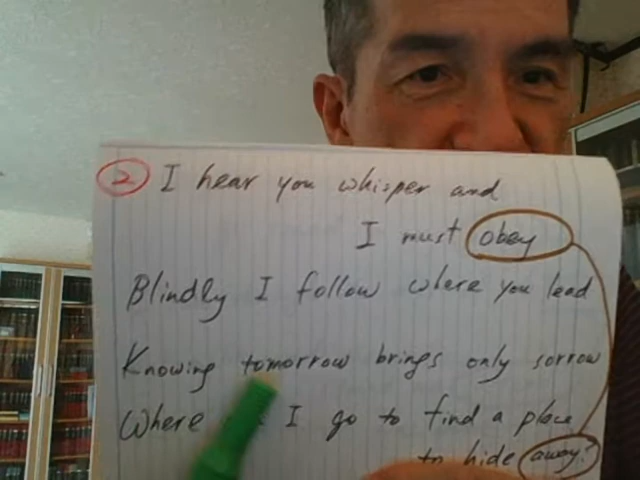 2 I hear you whisper and
I must obey
Blindly I follow where you lead
Knowing tomorrow brings only sorrow
Where I go to find a place
to hide away?